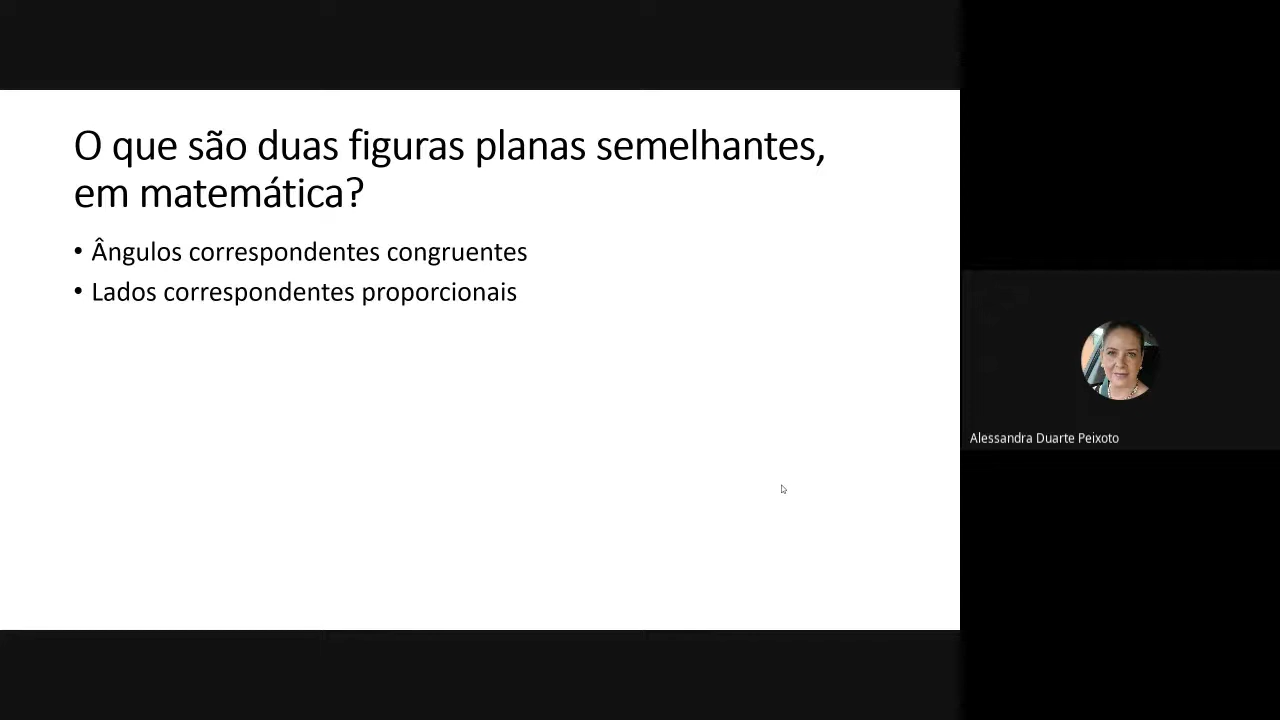 O que são duas figuras planas semelhantes,
em matemática?
• Ângulos correspondentes congruentes
• Lados correspondentes proporcionais
Alessandra Duarte Peixoto